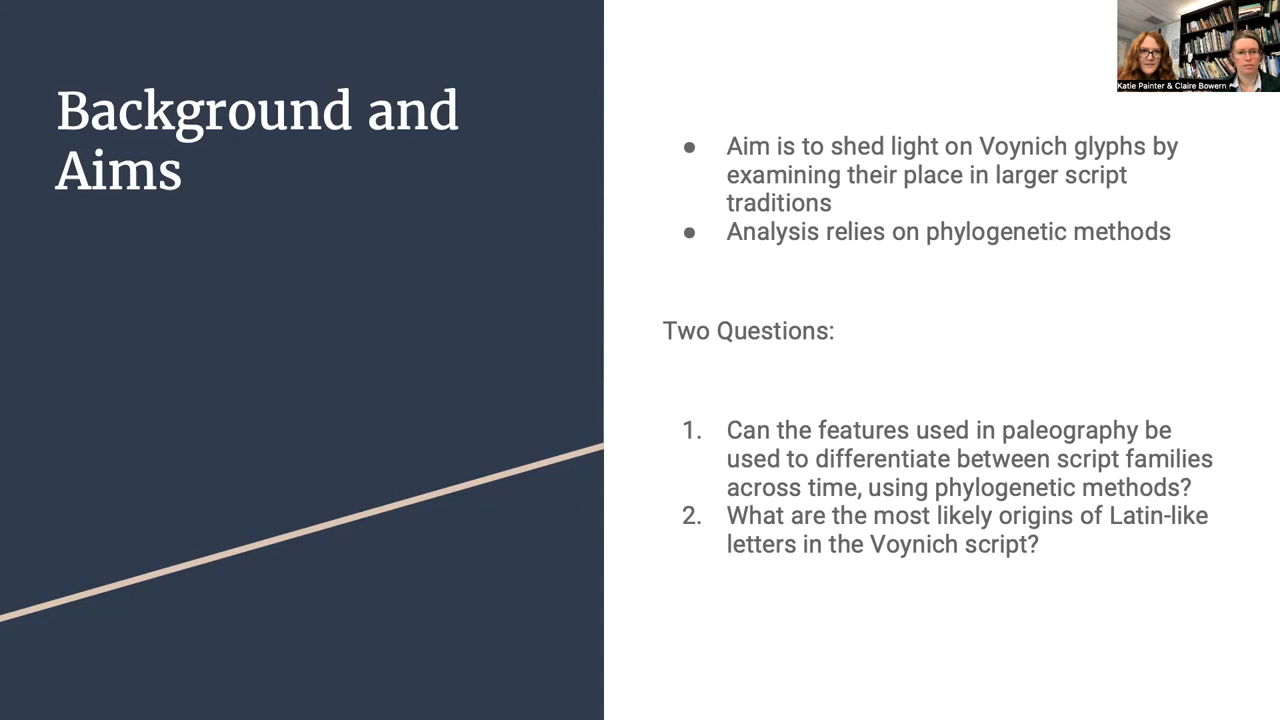 Background and
Aims
Katie Painter & Claire Bowern
● Aim is to shed light on Voynich glyphs by
examining their place in larger script
traditions
● Analysis relies on phylogenetic methods
Two Questions:
1. Can the features used in paleography be
used to differentiate between script families
across time, using phylogenetic methods?
2. What are the most likely origins of Latin-like
letters in the Voynich script?